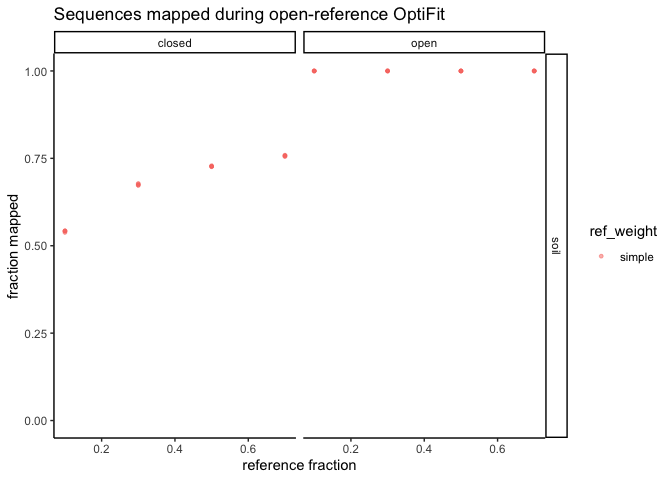 Sequences mapped during open-reference OptiFit
closed
open
1.00
0.75
0.50
0.25
0.00
fraction mapped
0.2
0.4
0.6
0.2
0.4
0.6
reference fraction
soil
ref_weight
simple